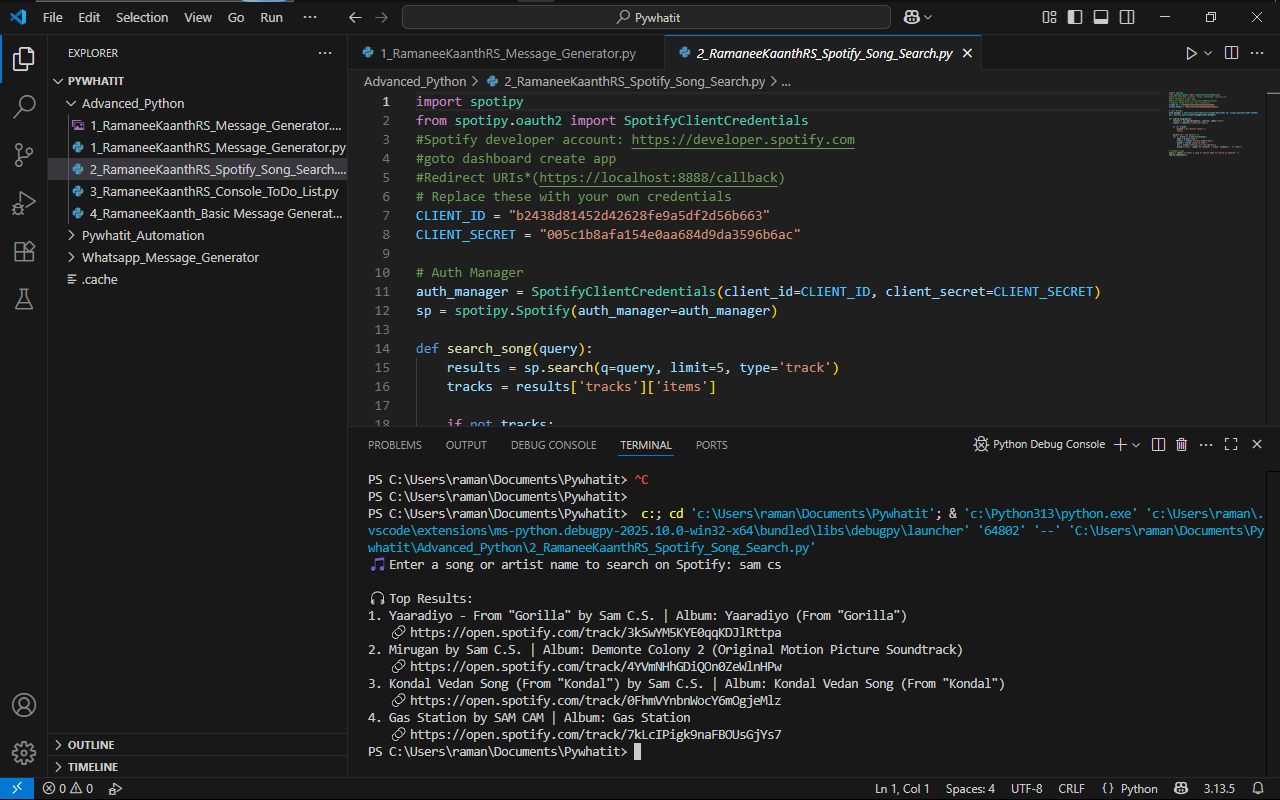 File Edit Selection View Go Run ··· Pywhatit
EXPLORER ···
PYWHATIT
Advanced_Python
1_RamaneeKaanthRS_Message_Generator....
1_RamaneeKaanthRS_Message_Generator.py
2_RamaneeKaanthRS_Spotify_Song_Search....
3_RamaneeKaanthRS_Console_ToDo_List.py
4_RamaneeKaanth_Basic Message Generat...
Pywhatit_Automation
Whatsapp_Message_Generator
.cache
OUTLINE
TIMELINE
1_RamaneeKaanthRS_Message_Generator.py 2_RamaneeKaanthRS_Spotify_Song_Search.py
Advanced_Python > 2_RamaneeKaanthRS_Spotify_Song_Search.py > ...
1 import spotipy
2 from spotipy.oauth2 import SpotifyClientCredentials
3 #Spotify developer account: https://developer.spotify.com
4 #goto dashboard create app
5 #Redirect URIs*(https://localhost:8888/callback)
6 # Replace these with your own credentials
7 CLIENT_ID = "b2438d81452d42628fe9a5df2d56b663"
8 CLIENT_SECRET = "005c1b8afa154e0aa684d9da3596b6ac"
9
10 # Auth Manager
11 auth_manager = SpotifyClientCredentials(client_id=CLIENT_ID, client_secret=CLIENT_SECRET)
12 sp = spotipy.Spotify(auth_manager=auth_manager)
13
14 def search_song(query):
15 results = sp.search(q=query, limit=5, type='track')
16 tracks = results['tracks']['items']
17
18 if not tracks:
PROBLEMS OUTPUT DEBUG CONSOLE TERMINAL PORTS Python Debug Console
PS C:\Users\raman\Documents\Pywhatit> ^C
PS C:\Users\raman\Documents\Pywhatit>
PS C:\Users\raman\Documents\Pywhatit>  c:; cd 'c:\Users\raman\Documents\Pywhatit'; & 'c:\Python313\python.exe' 'c:\Users\raman\.
vscode\extensions\ms-python.debugpy-2025.10.0-win32-x64\bundled\libs\debugpy\launcher' '64802' '--' 'C:\Users\raman\Documents\Py
whatit\Advanced_Python\2_RamaneeKaanthRS_Spotify_Song_Search.py'
🎵 Enter a song or artist name to search on Spotify: sam cs
🎧 Top Results:
1. Yaaradiyo - From "Gorilla" by Sam C.S. | Album: Yaaradiyo (From "Gorilla")
🔗 https://open.spotify.com/track/3kSwYM5KYE0qqKDJlRttpa
2. Mirugan by Sam C.S. | Album: Demonte Colony 2 (Original Motion Picture Soundtrack)
🔗 https://open.spotify.com/track/4YVmNHhGDiQOn0ZeWlnHPw
3. Kondal Vedan Song (From "Kondal") by Sam C.S. | Album: Kondal Vedan Song (From "Kondal")
🔗 https://open.spotify.com/track/0FhmVYnbnWocY6mOgjeMlz
4. Gas Station by SAM CAM | Album: Gas Station
🔗 https://open.spotify.com/track/7kLcIPigk9naFBOUsGjYs7
PS C:\Users\raman\Documents\Pywhatit>
0 0 Ln 1, Col 1 Spaces: 4 UTF-8 CRLF {} Python 3.13.5